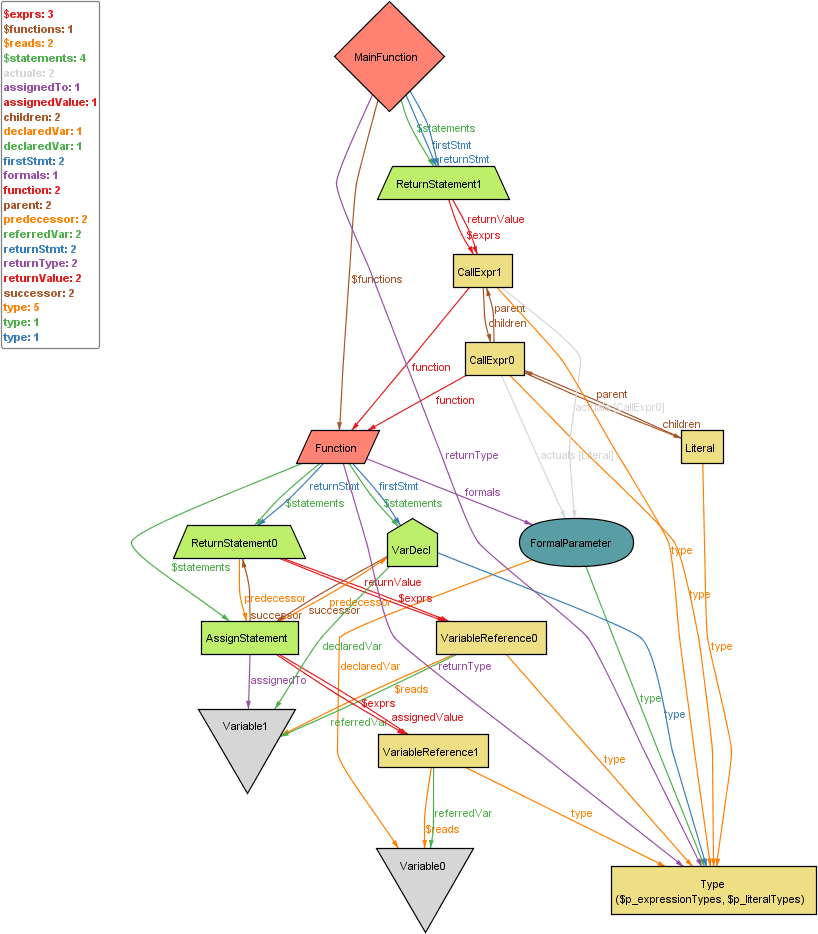 $exprs: 3
$functions: 1
$reads: 2
$statements: 4
actuals: 2
assignedTo: 1
assignedValue: 1
children: 2
declaredVar: 1
declaredVar: 1
firstStmt: 2
formals: 1
function: 2
parent: 2
predecessor: 2
referredVar: 2
returnStmt: 2
returnType: 2
returnValue: 2
successor: 2
type: 5
type: 1
type: 1
MainFunction
$statements
firstStmt
returnStmt
ReturnStatement1
returnValue
$exprs
CallExpr1
$functions
parent
children
CallExpr0
function
function
parent
actuals [CallExpr0]
children
Function
Literal
returnType
actuals [Literal]
returnStmt
firstStmt
formals
$statements
$statements
ReturnStatement0
VarDecl
FormalParameter
type
$statements
returnValue
predecessor
$exprs
predecessor
type
successor
successor
AssignStatement
VariableReference0
declaredVar
type
declaredVar
returnType
assignedTo
$reads
type
$exprs
type
assignedValue
referredVar
Variable1
VariableReference1
type
referredVar
type
$reads
Variable0
Type
($p_expressionTypes, $p_literalTypes)